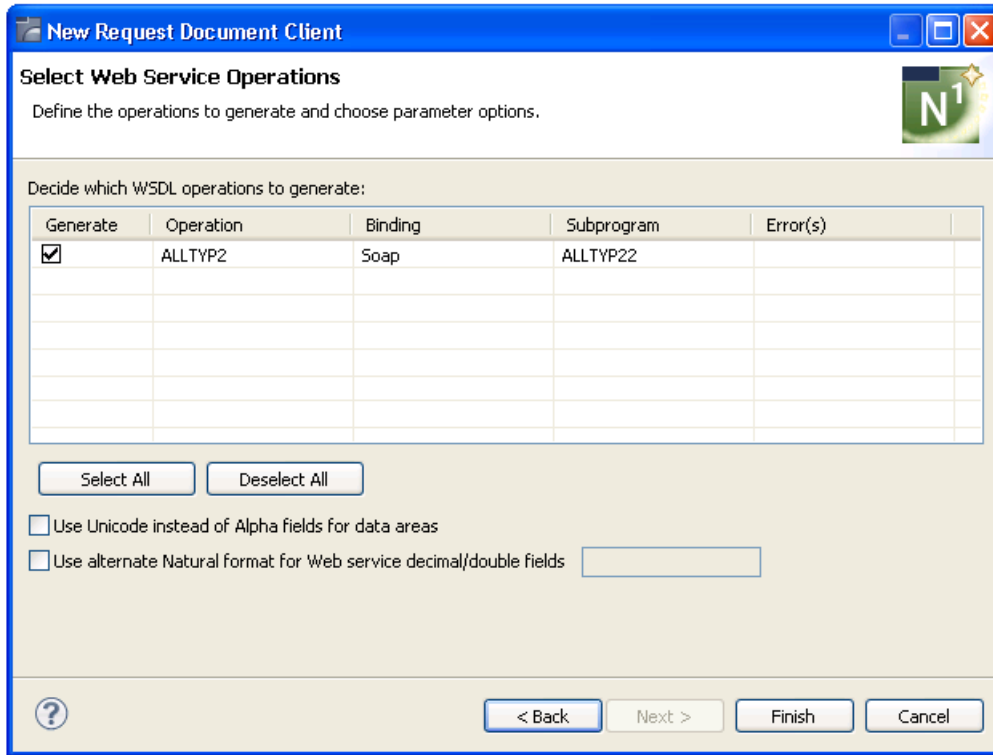 New Request Document Client
Select Web Service Operations
Define the operations to generate and choose parameter options.
N1
Decide which WSDL operations to generate:
Generate Operation Binding Subprogram Error(s)
ALLTYP2 Soap ALLTYP22
Select All Deselect All
Use Unicode instead of Alpha fields for data areas
Use alternate Natural format for Web service decimal/double fields
? < Back Next > Finish Cancel